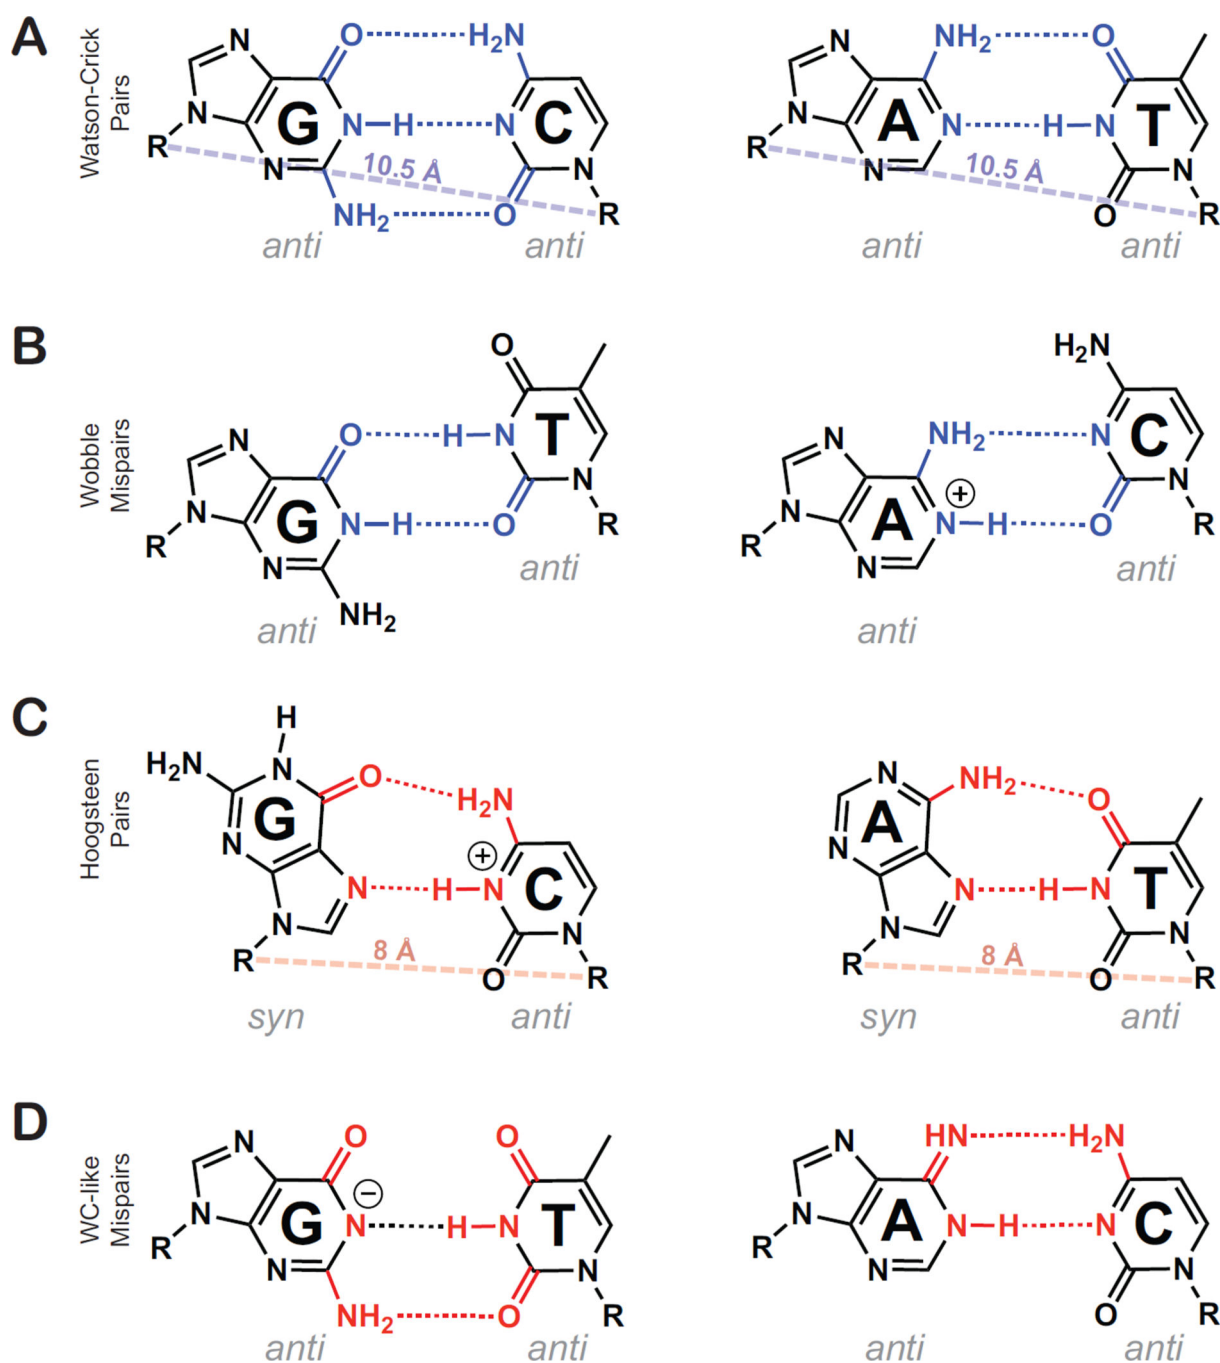 A
Watson-Crick
Pairs
O H₂N NH₂ O
N N
N G N H N C N A N H N T
R N 10.5 Å N R N 10.5 Å N
NH₂ O R O R
anti anti anti anti
B
Wobble
Mispairs
O H₂N
O H N T NH₂ N C
N N ⊕
N G N H O N R N A N H O N R
R N anti R N anti
NH₂
anti anti
C
Hoogsteen
Pairs
H
H₂N N O N NH₂ O
G H₂N A
N ⊕ N
N H N C N H N T
N N N N
R 8 Å O R R 8 Å O R
syn anti syn anti
D
WC-like
Mispairs
N O O N HN H₂N
⊖
N G N H N T N A N H N C
R N N R N N
NH₂ O R O R
anti anti anti anti